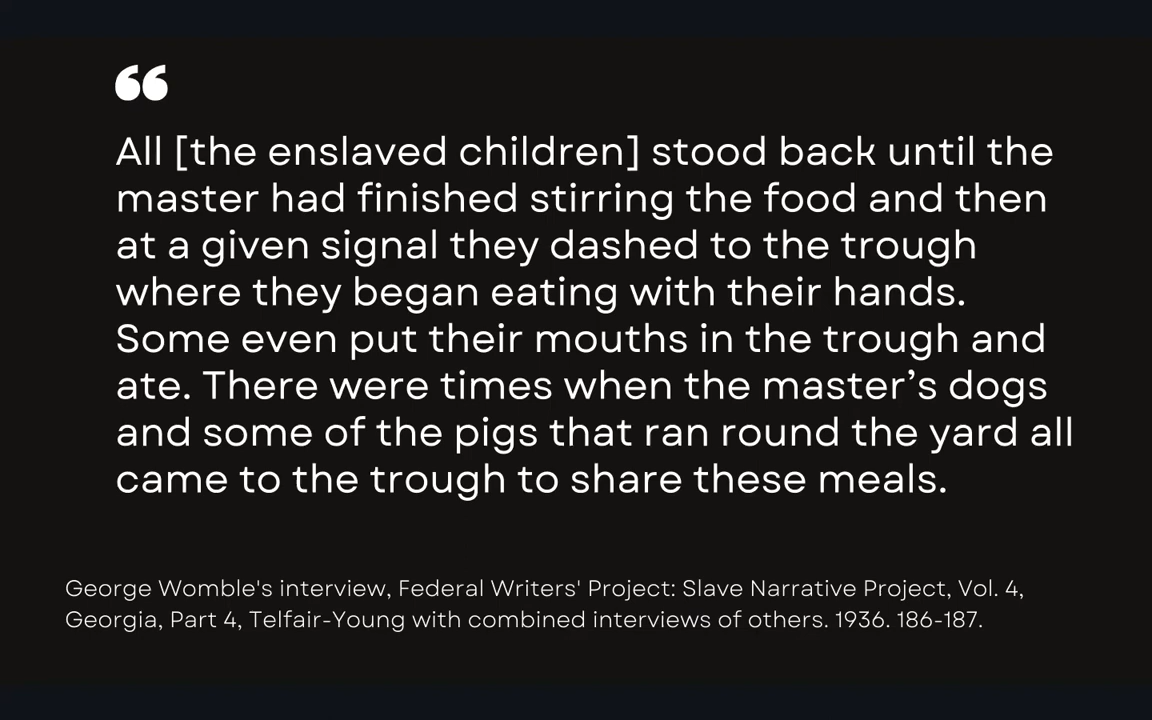 “
All [the enslaved children] stood back until the
master had finished stirring the food and then
at a given signal they dashed to the trough
where they began eating with their hands.
Some even put their mouths in the trough and
ate. There were times when the master’s dogs
and some of the pigs that ran round the yard all
came to the trough to share these meals.
George Womble's interview, Federal Writers' Project: Slave Narrative Project, Vol. 4,
Georgia, Part 4, Telfair-Young with combined interviews of others. 1936. 186-187.